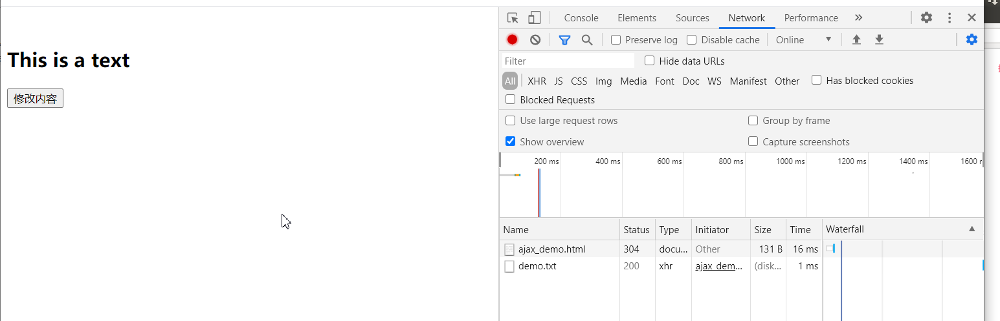 This is a text
修改内容
Console Elements Sources Network Performance
Preserve log Disable cache Online
Filter Hide data URLs
All XHR JS CSS Img Media Font Doc WS Manifest Other Has blocked cookies
Blocked Requests
Use large request rows Group by frame
Show overview Capture screenshots
200 ms 400 ms 600 ms 800 ms 1000 ms 1200 ms 1400 ms 1600 r
Name Status Type Initiator Size Time Waterfall
ajax_demo.html 304 docu... Other 131 B 16 ms
demo.txt 200 xhr ajax_dem... (disk... 1 ms